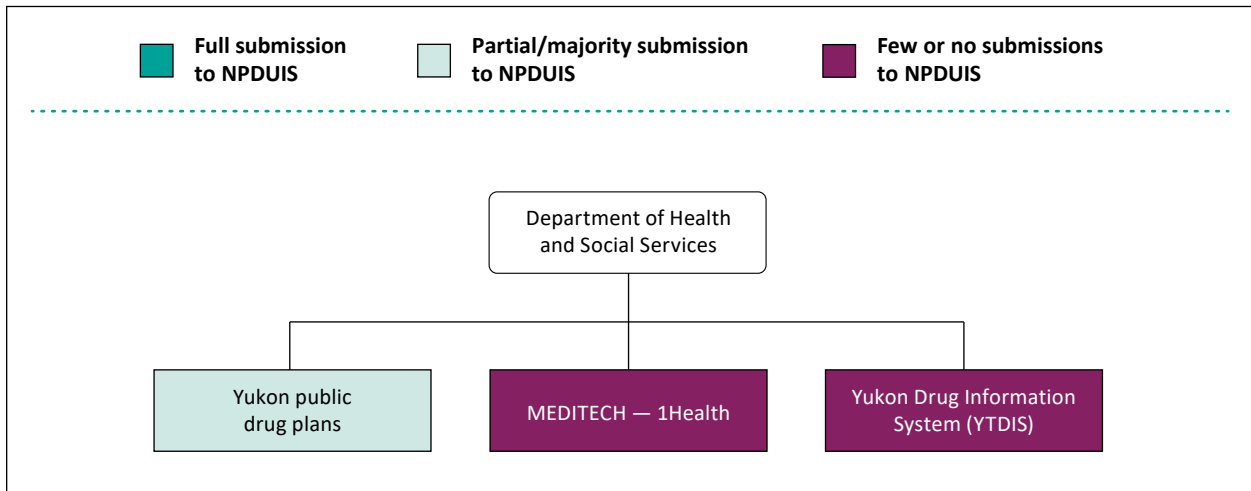 Full submission
to NPDUIS
Partial/majority submission
to NPDUIS
Few or no submissions
to NPDUIS
Department of Health
and Social Services
Yukon public
drug plans
MEDITECH — 1Health
Yukon Drug Information
System (YTDIS)